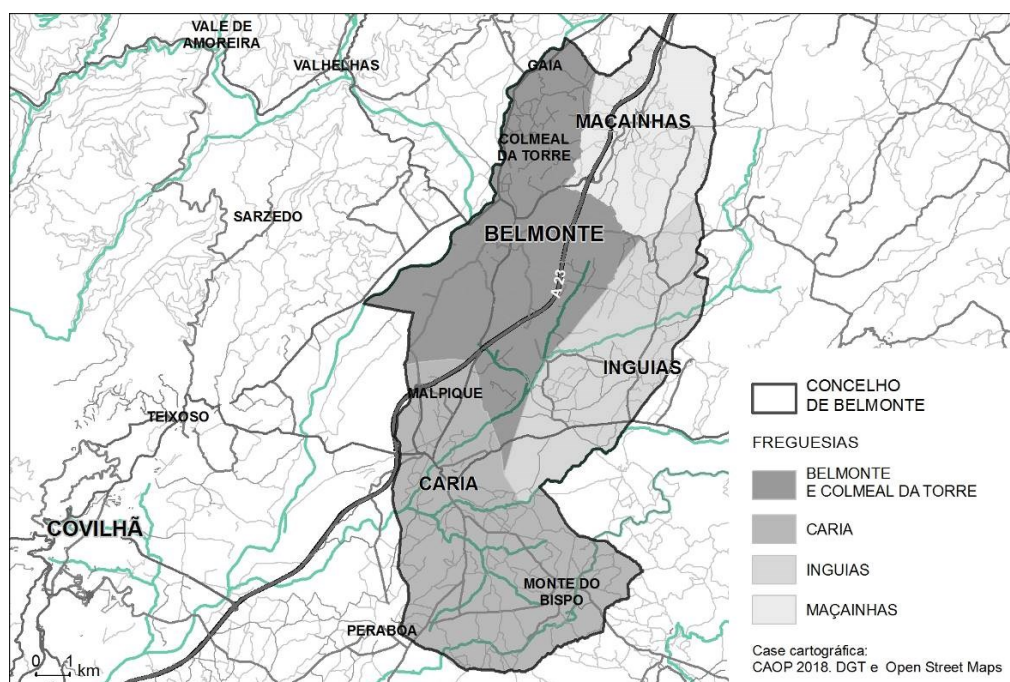 VALE DE
AMOREIRA
VALHELHAS
GAIA
MAÇAINHAS
COLMEAL
DA TORRE
SARZEDO
BELMONTE
A 23
INGUIAS
MALPIQUE
TEIXOSO
CARIA
COVILHÃ
MONTE DO
BISPO
PERABOA
0 1
km
CONCELHO
DE BELMONTE
FREGUESIAS
BELMONTE
E COLMEAL DA TORRE
CARIA
INGUIAS
MAÇAINHAS
Case cartográfica:
CAOP 2018. DGT e Open Street Maps